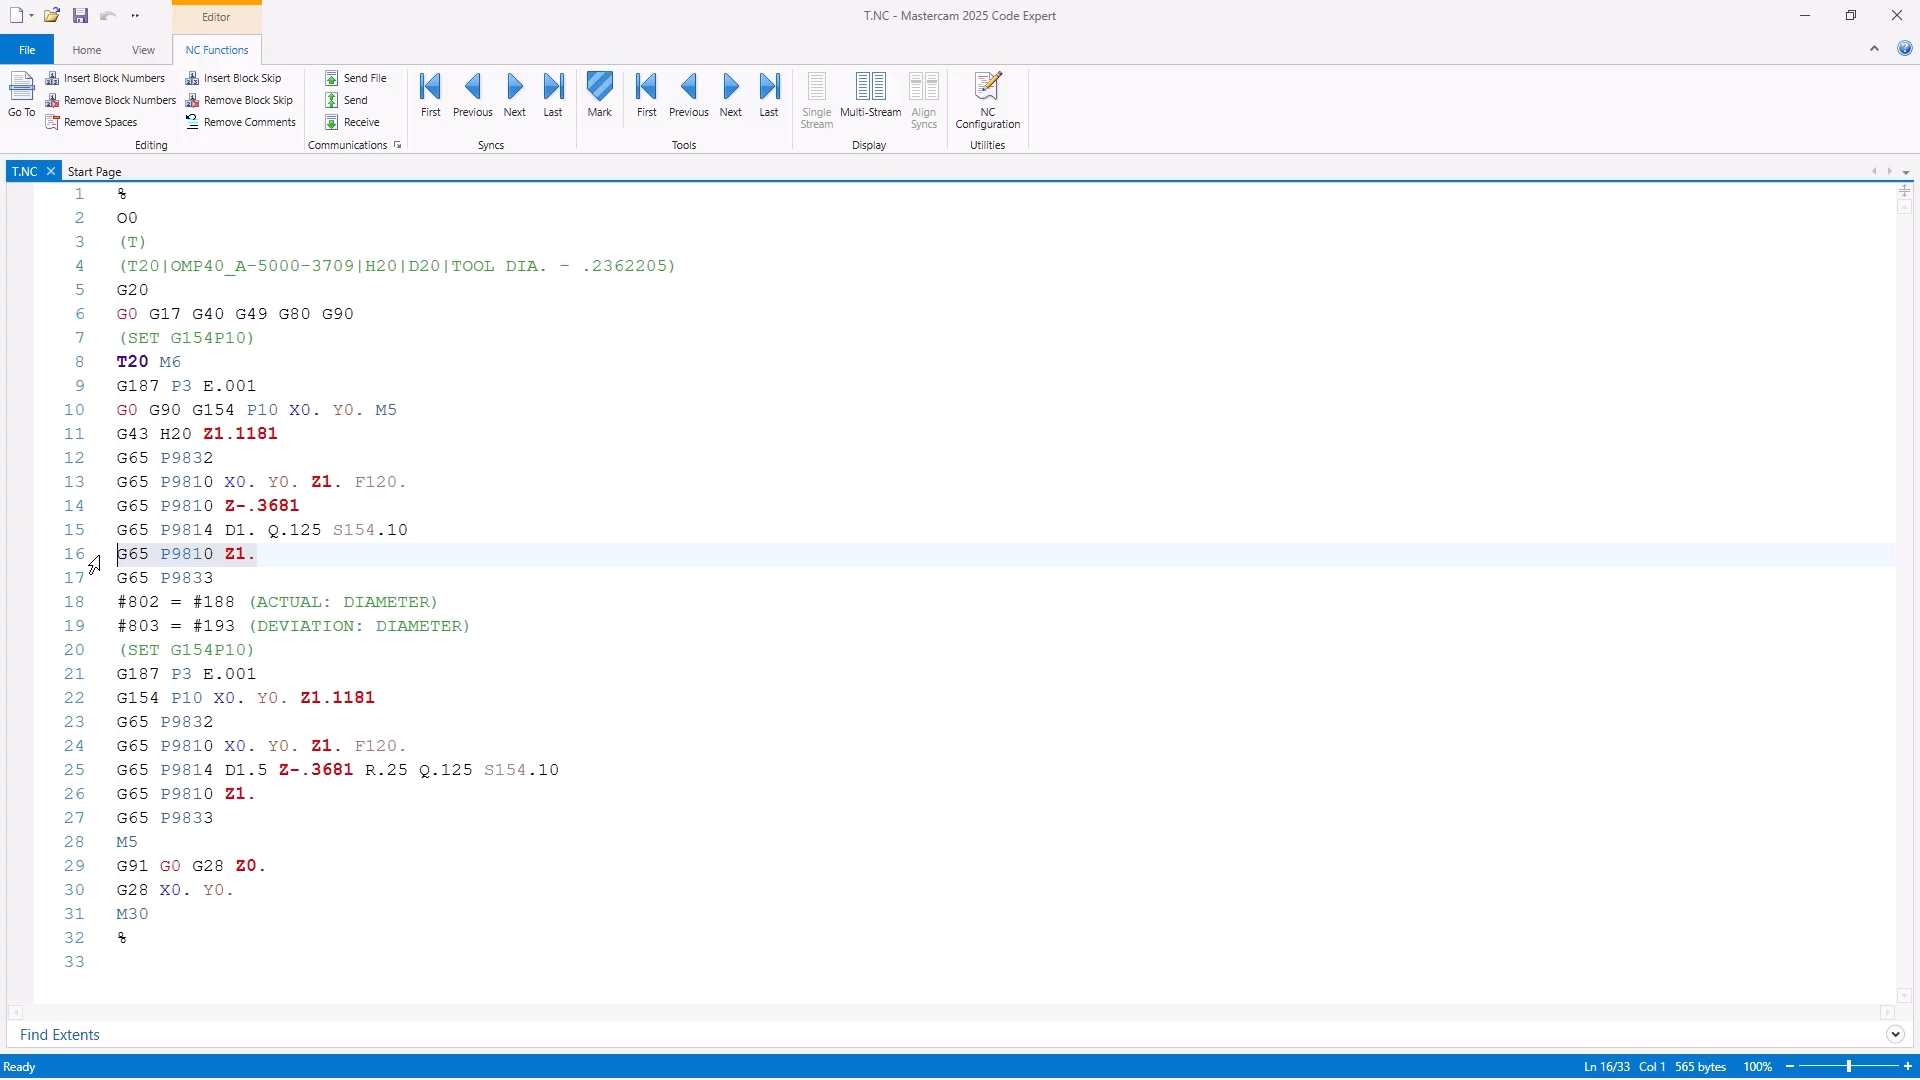 Editor
T.NC - Mastercam 2025 Code Expert
File
Home
View
NC Functions
Go To
Insert Block Numbers
Remove Block Numbers
Remove Spaces
Insert Block Skip
Remove Block Skip
Remove Comments
Editing
Send File
Send
Receive
Communications
First
Previous
Next
Last
Syncs
Mark
First
Previous
Next
Last
Tools
Single Stream
Multi-Stream
Align Syncs
Display
NC Configuration
Utilities
T.NC
Start Page
1 %
2 O0
3 (T)
4 (T20|OMP40_A-5000-3709|H20|D20|TOOL DIA. - .2362205)
5 G20
6 G0 G17 G40 G49 G80 G90
7 (SET G154P10)
8 T20 M6
9 G187 P3 E.001
10 G0 G90 G154 P10 X0. Y0. M5
11 G43 H20 Z1.1181
12 G65 P9832
13 G65 P9810 X0. Y0. Z1. F120.
14 G65 P9810 Z-.3681
15 G65 P9814 D1. Q.125 S154.10
16 G65 P9810 Z1.
17 G65 P9833
18 #802 = #188 (ACTUAL: DIAMETER)
19 #803 = #193 (DEVIATION: DIAMETER)
20 (SET G154P10)
21 G187 P3 E.001
22 G154 P10 X0. Y0. Z1.1181
23 G65 P9832
24 G65 P9810 X0. Y0. Z1. F120.
25 G65 P9814 D1.5 Z-.3681 R.25 Q.125 S154.10
26 G65 P9810 Z1.
27 G65 P9833
28 M5
29 G91 G0 G28 Z0.
30 G28 X0. Y0.
31 M30
32 %
33
Find Extents
Ready
Ln 16/33 Col 1 565 bytes 100%